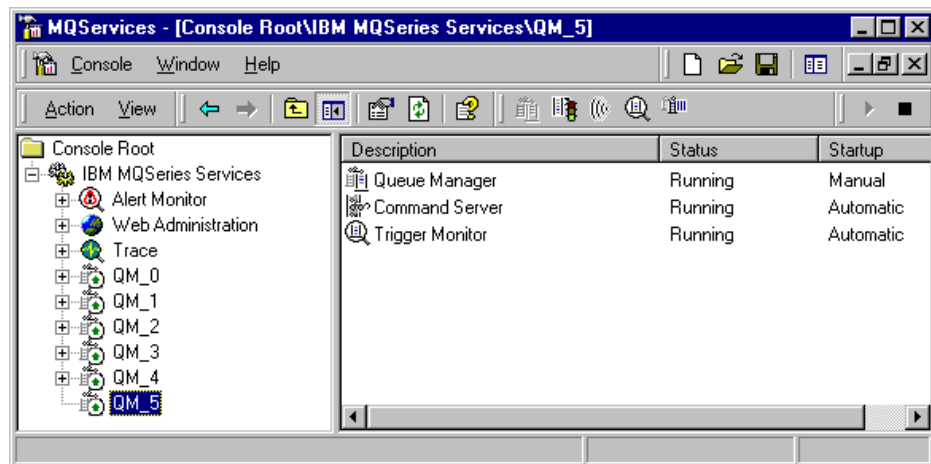 MQServices - [Console Root\IBM MQSeries Services\QM_5]
Console Window Help
Action View
Console Root
IBM MQSeries Services
Alert Monitor
Web Administration
Trace
QM_0
QM_1
QM_2
QM_3
QM_4
QM_5
Description Status Startup
Queue Manager Running Manual
Command Server Running Automatic
Trigger Monitor Running Automatic